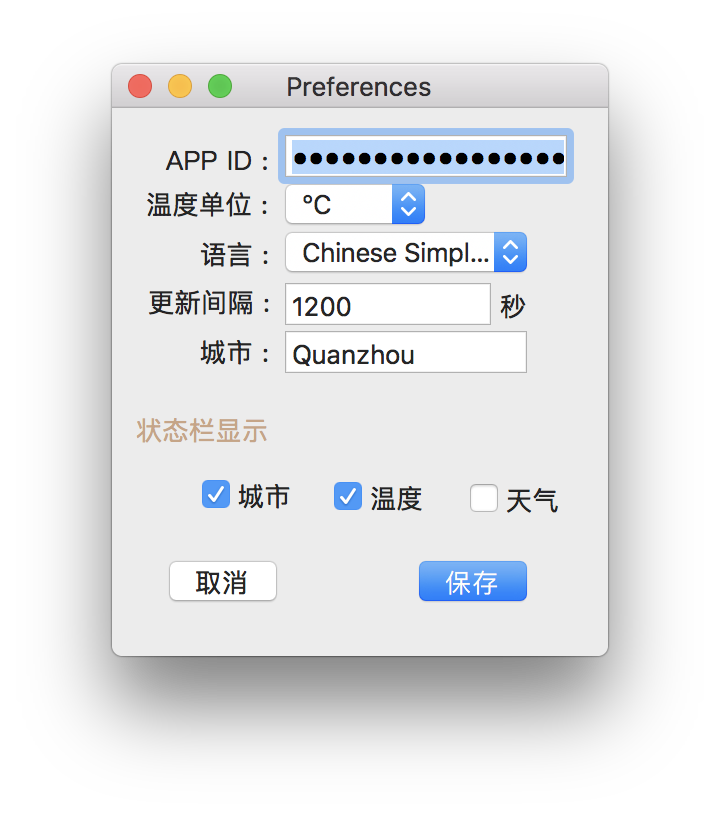 Preferences
APP ID：
温度单位： ℃
语言： Chinese Simpl...
更新间隔： 1200 秒
城市： Quanzhou
状态栏显示
城市 温度 天气
取消 保存